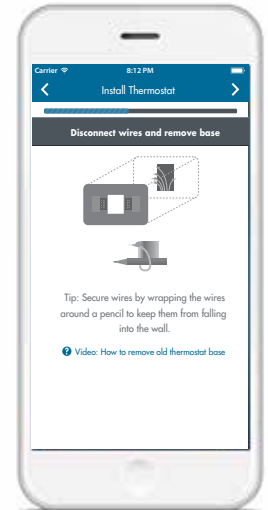 Carrier 8:12 PM
Install Thermostat
Disconnect wires and remove base
Tip: Secure wires by wrapping the wires
around a pencil to keep them from falling
into the wall.
? Video: How to remove old thermostat base